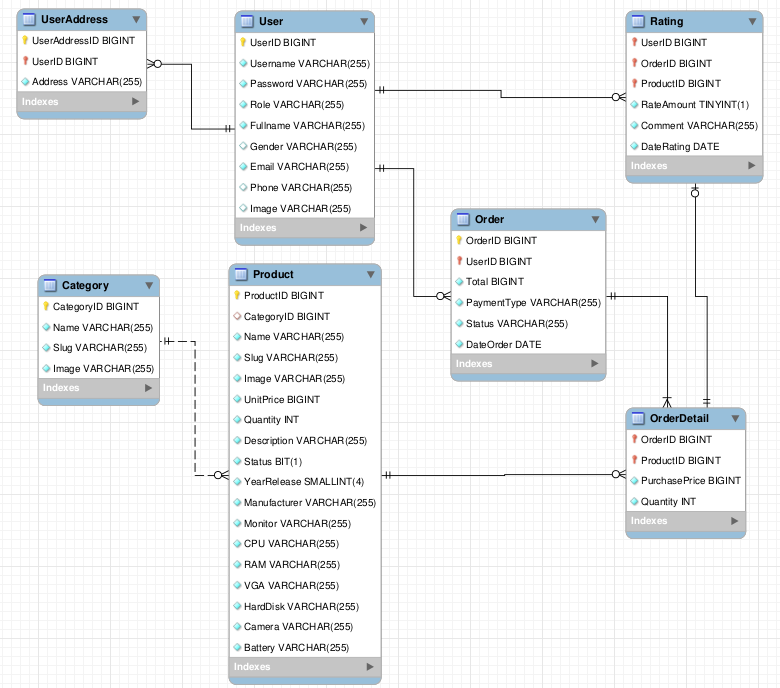 UserAddress
UserAddressID BIGINT
UserID BIGINT
Address VARCHAR(255)
Indexes
User
UserID BIGINT
Username VARCHAR(255)
Password VARCHAR(255)
Role VARCHAR(255)
Fullname VARCHAR(255)
Gender VARCHAR(255)
Email VARCHAR(255)
Phone VARCHAR(255)
Image VARCHAR(255)
Indexes
Rating
UserID BIGINT
OrderID BIGINT
ProductID BIGINT
RateAmount TINYINT(1)
Comment VARCHAR(255)
DateRating DATE
Indexes
Order
OrderID BIGINT
UserID BIGINT
Total BIGINT
PaymentType VARCHAR(255)
Status VARCHAR(255)
DateOrder DATE
Indexes
Category
CategoryID BIGINT
Name VARCHAR(255)
Slug VARCHAR(255)
Image VARCHAR(255)
Indexes
Product
ProductID BIGINT
CategoryID BIGINT
Name VARCHAR(255)
Slug VARCHAR(255)
Image VARCHAR(255)
UnitPrice BIGINT
Quantity INT
Description VARCHAR(255)
Status BIT(1)
YearRelease SMALLINT(4)
Manufacturer VARCHAR(255)
Monitor VARCHAR(255)
CPU VARCHAR(255)
RAM VARCHAR(255)
VGA VARCHAR(255)
HardDisk VARCHAR(255)
Camera VARCHAR(255)
Battery VARCHAR(255)
Indexes
OrderDetail
OrderID BIGINT
ProductID BIGINT
PurchasePrice BIGINT
Quantity INT
Indexes